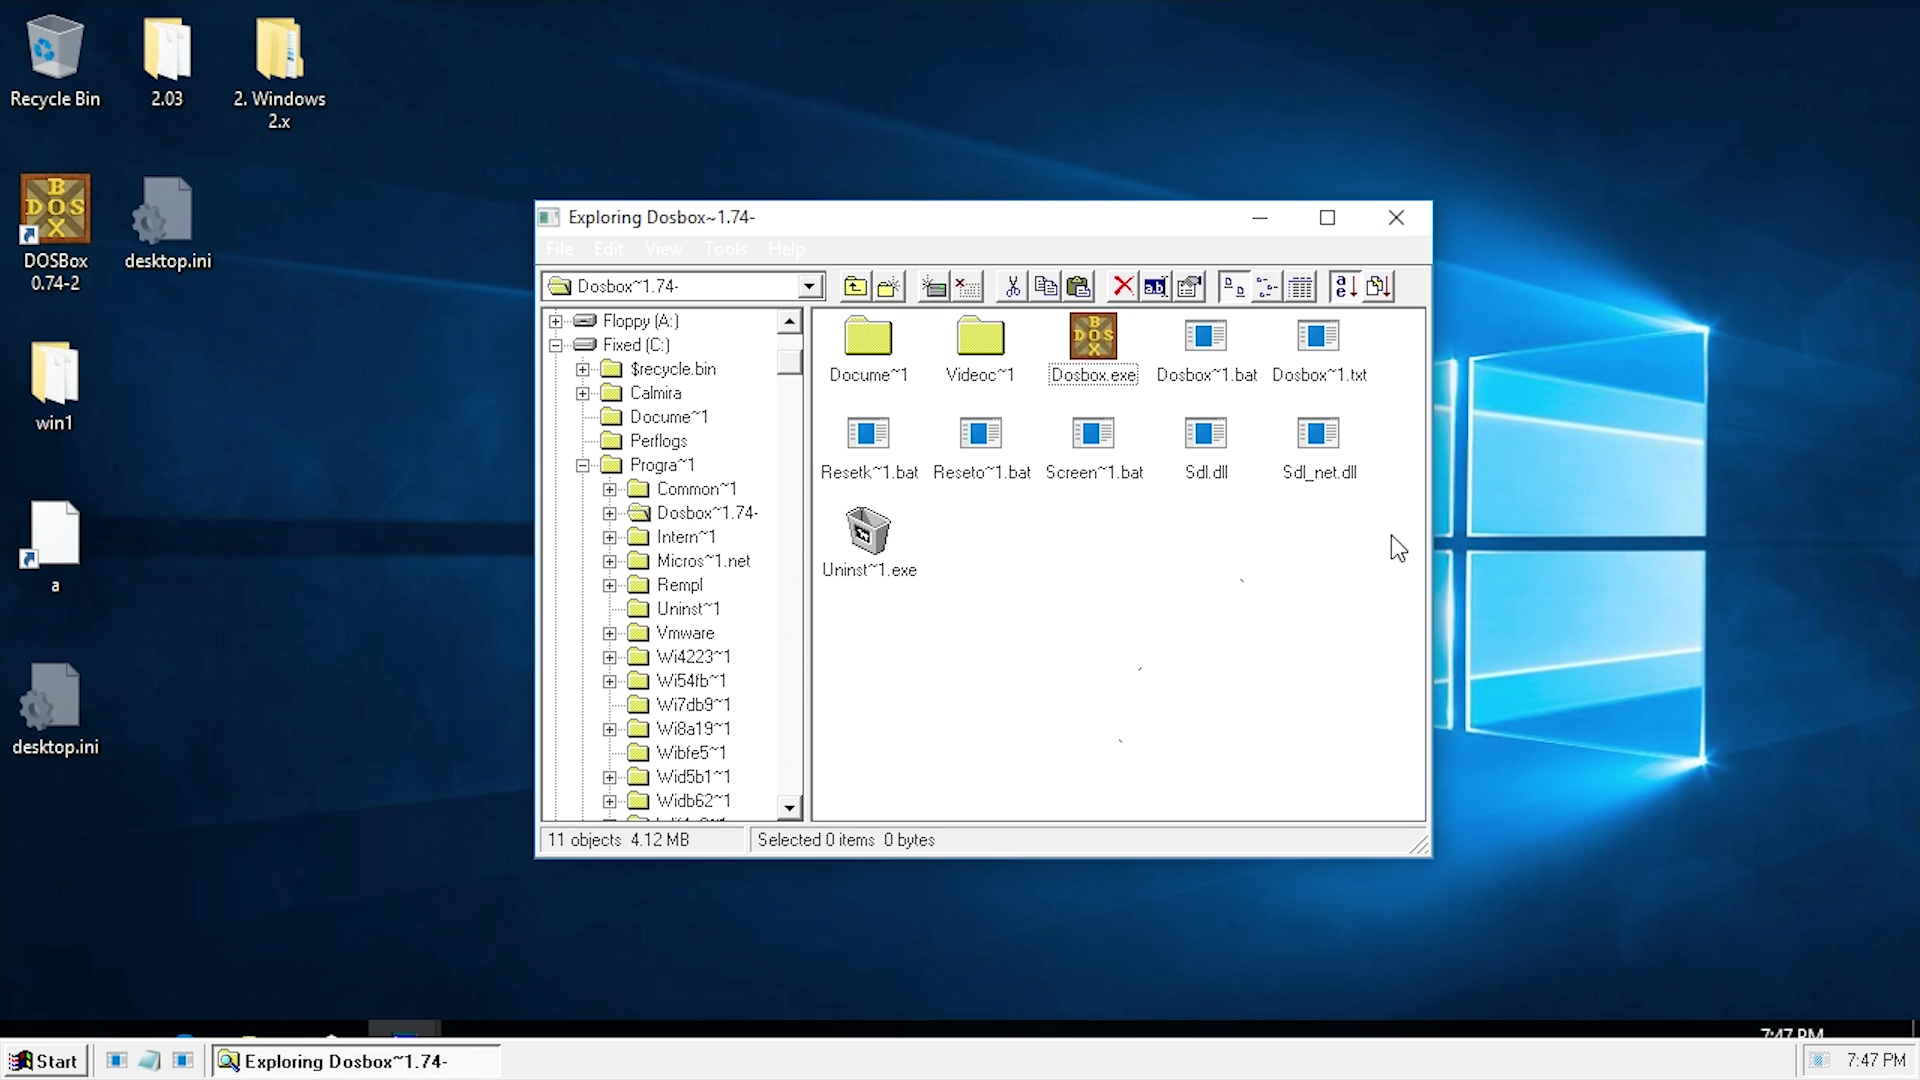 Recycle Bin
2.03
2. Windows
2.x
BOX
DOS
DOSBox
0.74-2
desktop.ini
win1
a
desktop.ini
Exploring Dosbox~1.74-
File Edit View Tools Help
Dosbox~1.74-
Floppy (A:)
Fixed (C:)
$recycle.bin
Calmira
Docume~1
Perflogs
Progra~1
Common~1
Dosbox~1.74-
Intern~1
Micros~1.net
Rempl
Uninst~1
Vmware
Wi4223~1
Wi54fb~1
Wi7db9~1
Wi8a19~1
Wibfe5~1
Wid5b1~1
Widb62~1
Docume~1
Videoc~1
Dosbox.exe
Dosbox~1.bat
Dosbox~1.txt
Resetk~1.bat
Reseto~1.bat
Screen~1.bat
Sdl.dll
Sdl_net.dll
Uninst~1.exe
11 objects 4.12 MB
Selected 0 items 0 bytes
7:47 PM
Start
Exploring Dosbox~1.74-
7:47 PM